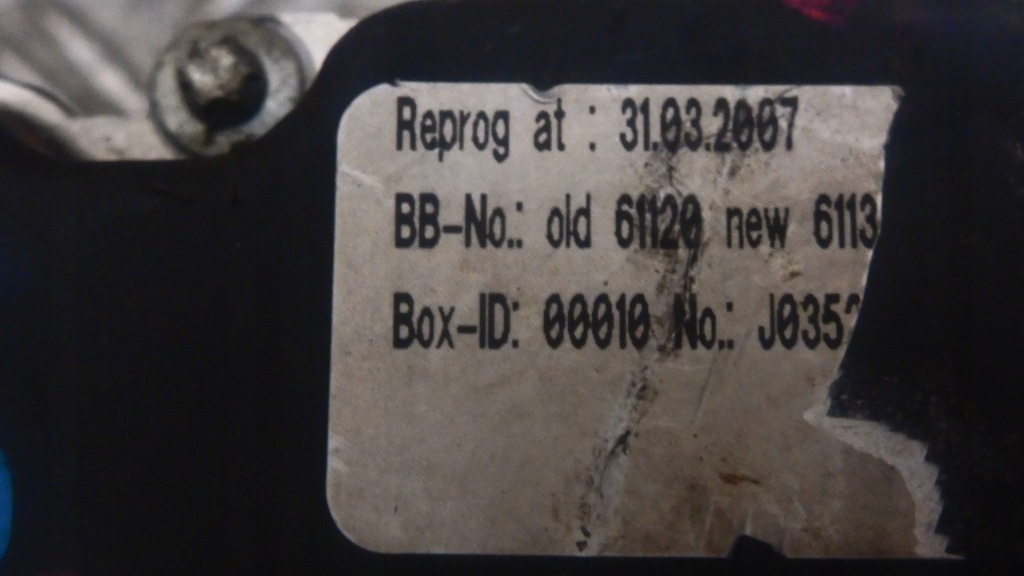 Reprog at : 31.03.2007
BB-No.: old 61120 new 6113
Box-ID: 00010 No.: J035